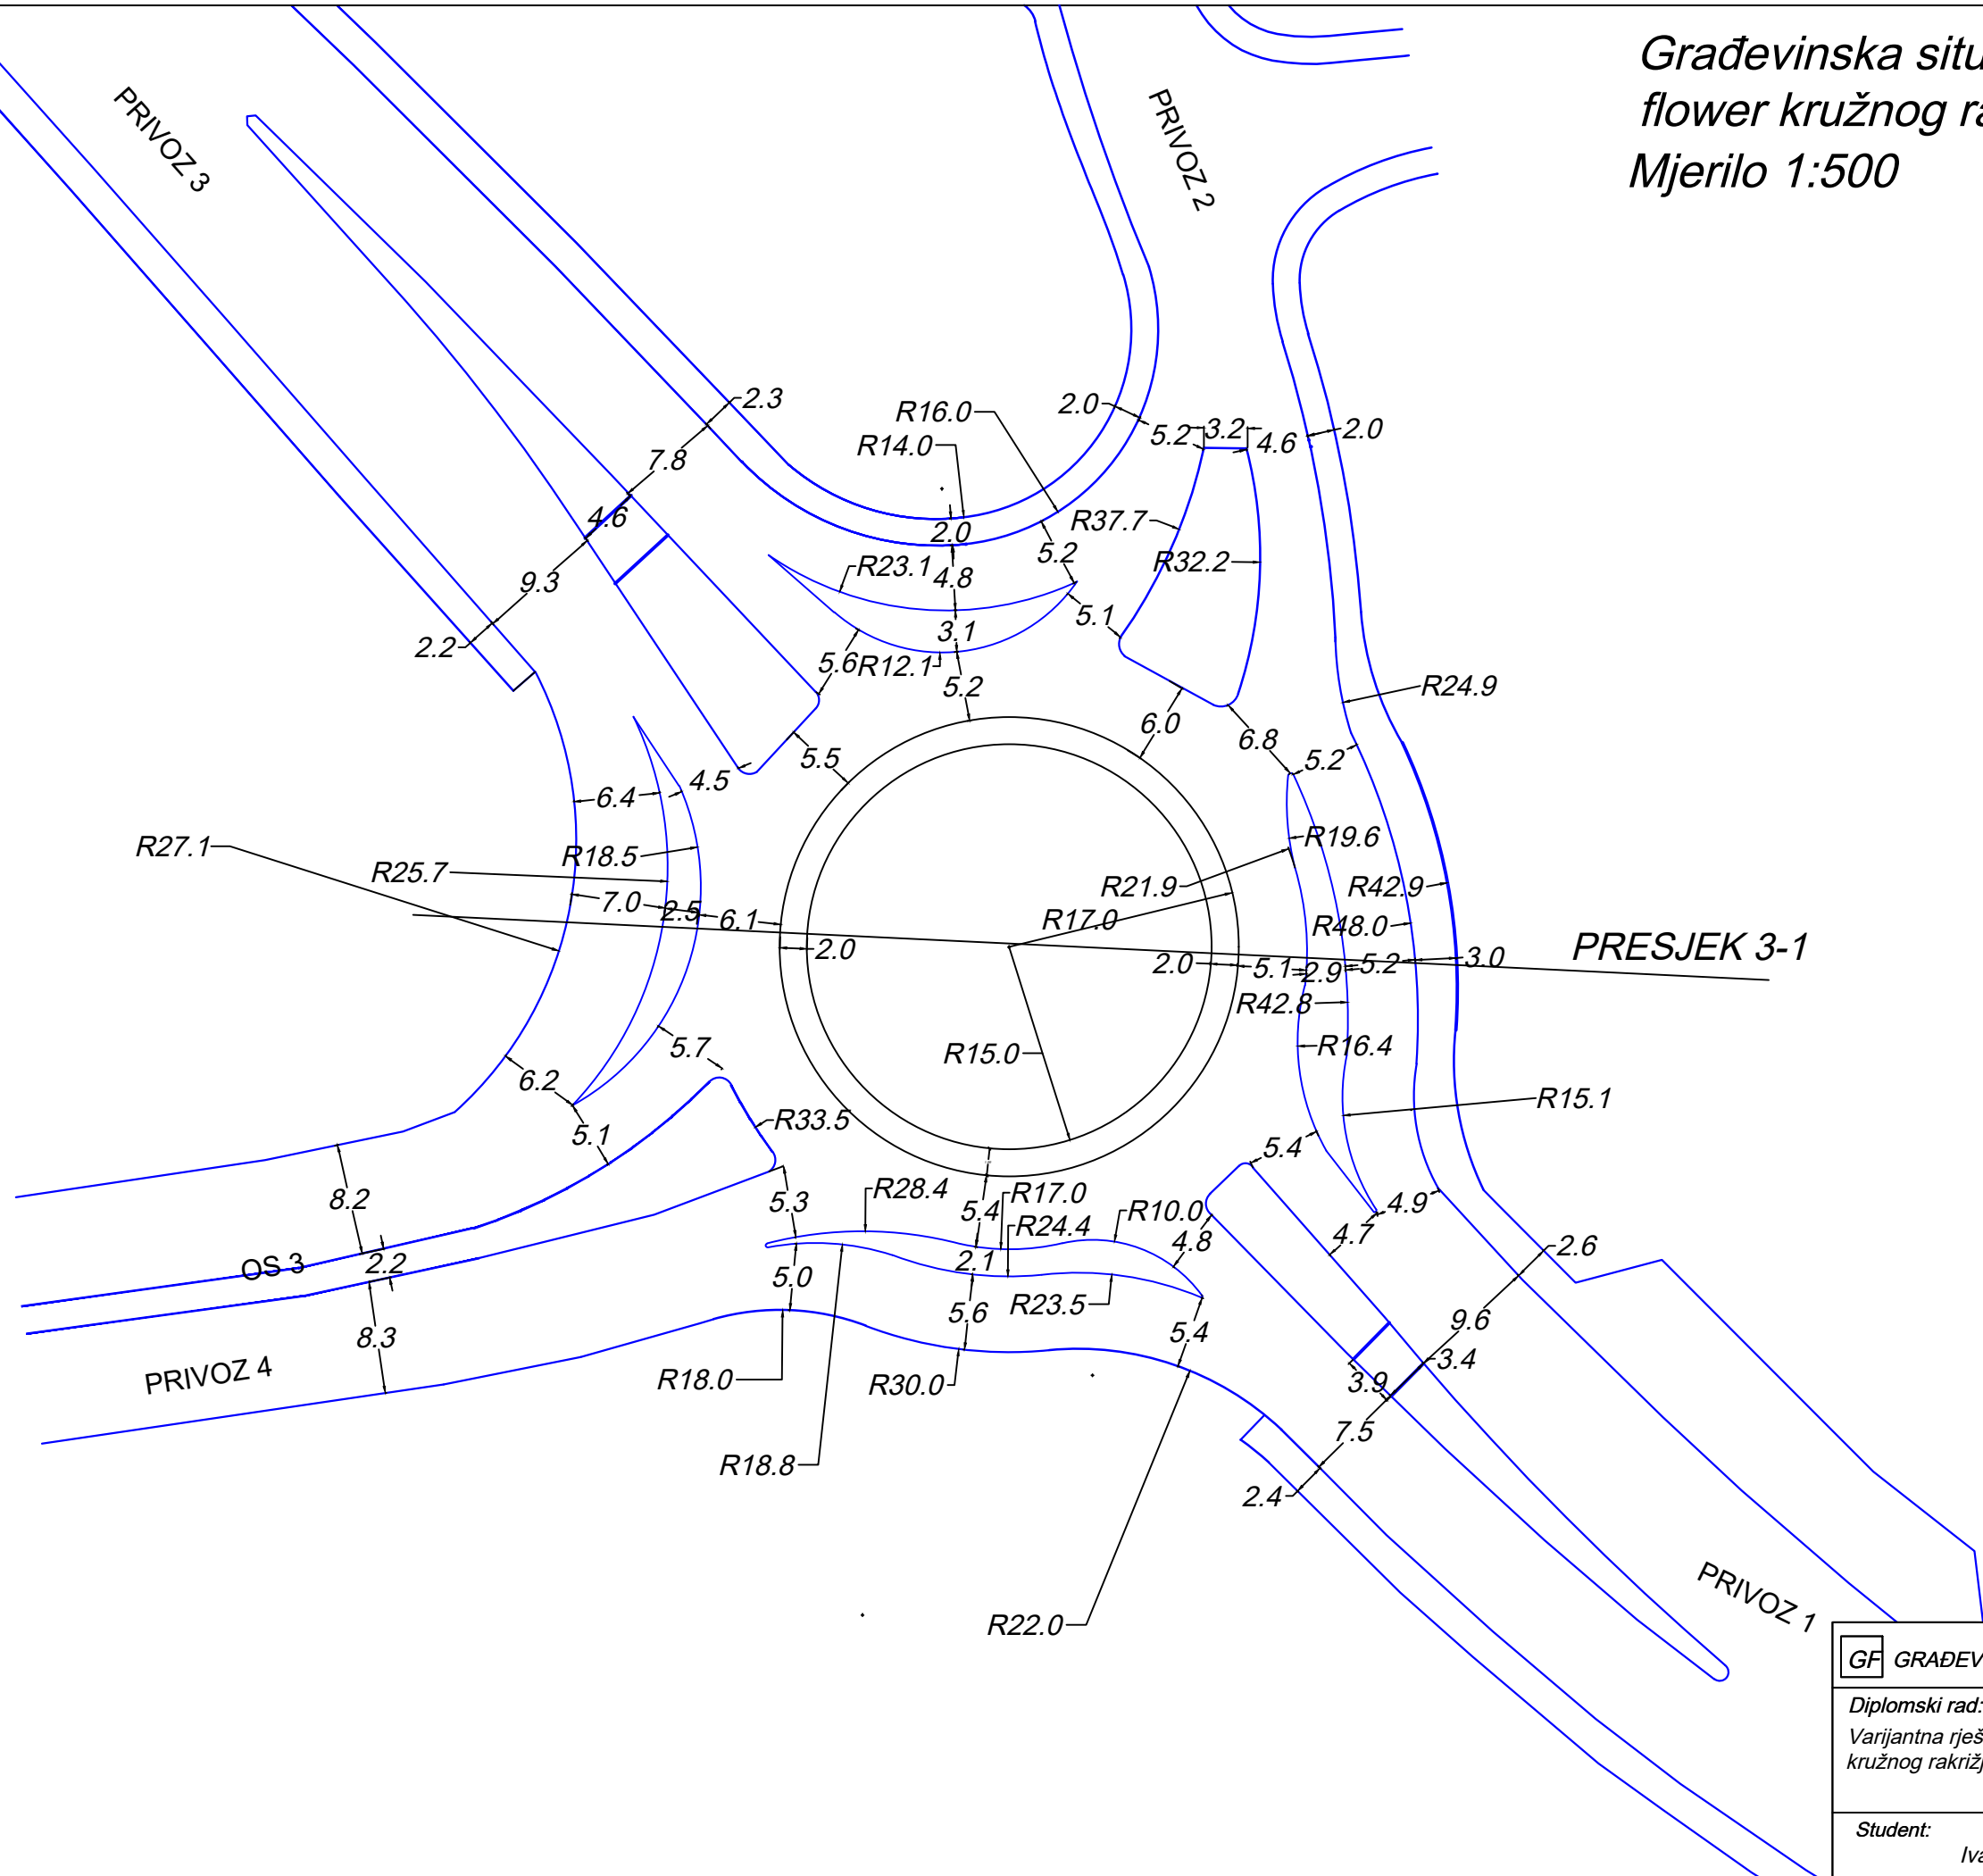 Građevinska situ
flower kružnog ra
Mjerilo 1:500
PRIVOZ 3
PRIVOZ 2
2.3
R16.0
2.0
5.2
3.2
4.6
2.0
R14.0
7.8
4.6
2.0
5.2
R37.7
R32.2
9.3
R23.1
4.8
5.1
3.1
2.2
5.6
R12.1
5.2
R24.9
6.0
6.8
5.2
5.5
4.5
6.4
R27.1
R25.7
R18.5
R19.6
R21.9
R42.9
7.0
2.5
6.1
R17.0
R48.0
2.0
PRESJEK 3-1
2.0
5.1
2.9
5.2
3.0
R42.8
5.7
R15.0
R16.4
6.2
R15.1
5.1
R33.5
5.4
8.2
5.3
R28.4
R17.0
5.4
R10.0
4.9
R24.4
4.8
4.7
2.6
OS 3
2.2
5.0
2.1
R23.5
5.6
5.4
9.6
8.3
PRIVOZ 4
R18.0
R30.0
3.9
3.4
7.5
R18.8
2.4
R22.0
PRIVOZ 1
GF GRAĐEV
Diplomski rad:
Varijantna rješ
kružnog rakrižj
Student:
Iva